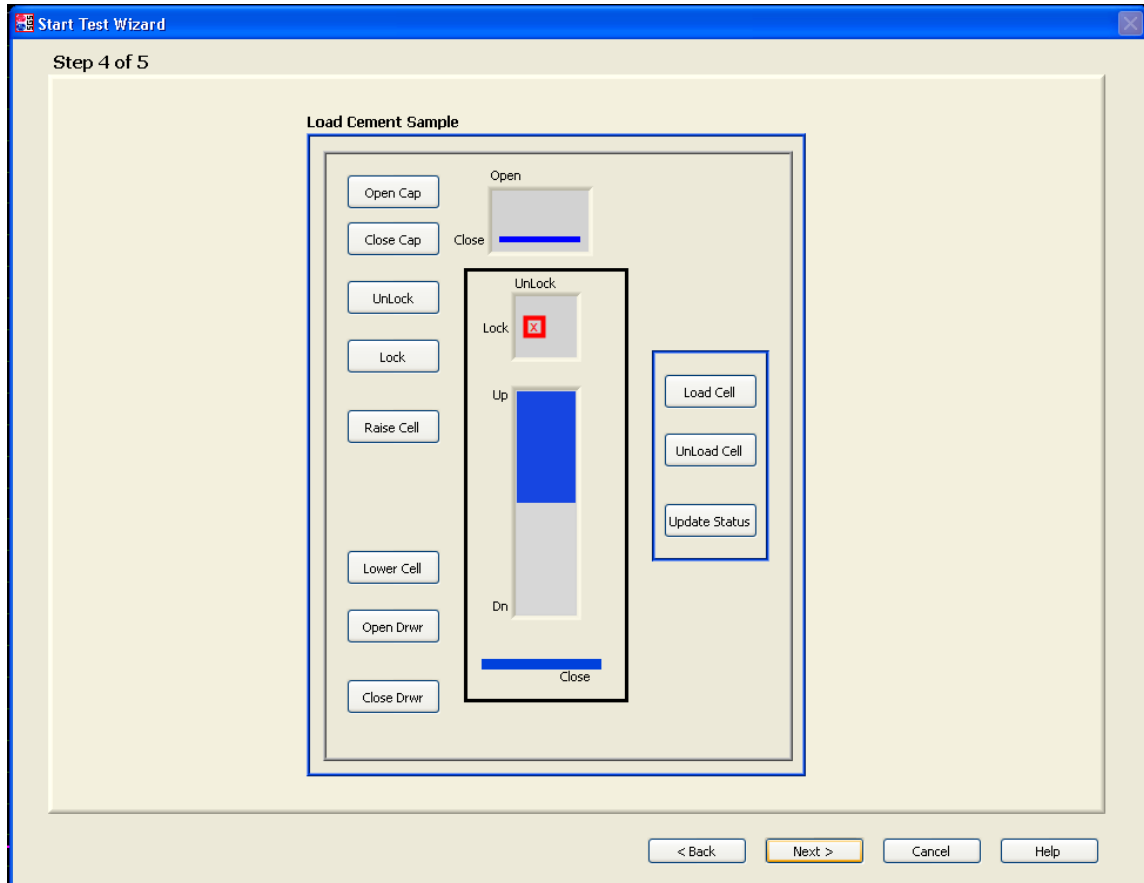 SGS
Start Test Wizard
Step 4 of 5
Load Cement Sample
Open Cap
Open
Close Cap
Close
UnLock
UnLock
Lock
X
Lock
Up
Load Cell
Raise Cell
UnLoad Cell
Update Status
Lower Cell
Dn
Open Drwr
Close
Close Drwr
< Back
Next >
Cancel
Help